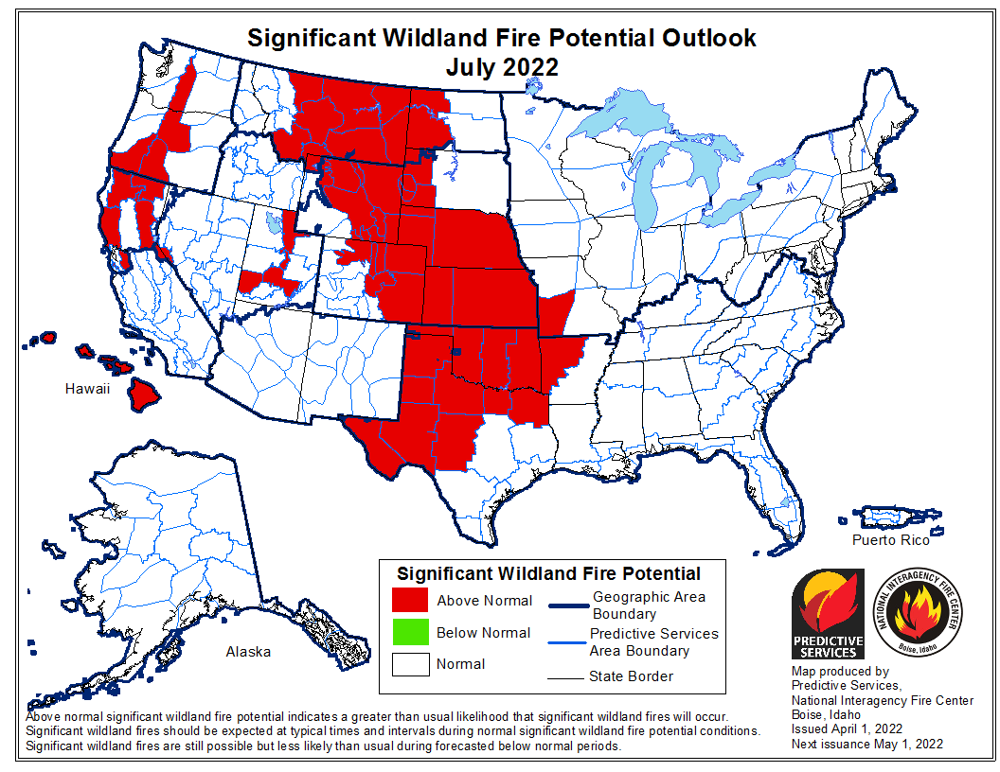 Significant Wildland Fire Potential Outlook
July 2022
Hawaii
Puerto Rico
Alaska
Significant Wildland Fire Potential
Above Normal
Below Normal
Normal
Geographic Area
Boundary
Predictive Services
Area Boundary
State Border
PREDICTIVE
SERVICES
NATIONAL INTERAGENCY FIRE CENTER
Boise, Idaho
Map produced by
Predictive Services,
National Interagency Fire Center
Boise, Idaho
Issued April 1, 2022
Next issuance May 1, 2022
Above normal significant wildland fire potential indicates a greater than usual likelihood that significant wildland fires will occur.
Significant wildland fires should be expected at typical times and intervals during normal significant wildland fire potential conditions.
Significant wildland fires are still possible but less likely than usual during forecasted below normal periods.